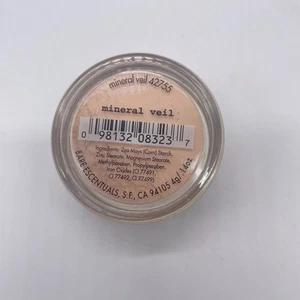 mineral veil 42755
mineral veil
0 98132 08323 7
Ingredients: Zea Mays (Corn) Starch,
Zinc Stearate, Magnesium Stearate,
Methylparaben, Propylparaben,
Iron Oxides (CI 77491,
CI 77492, CI 77499)
BARE ESCENTUALS, S.F., CA 94105 4g/.14oz